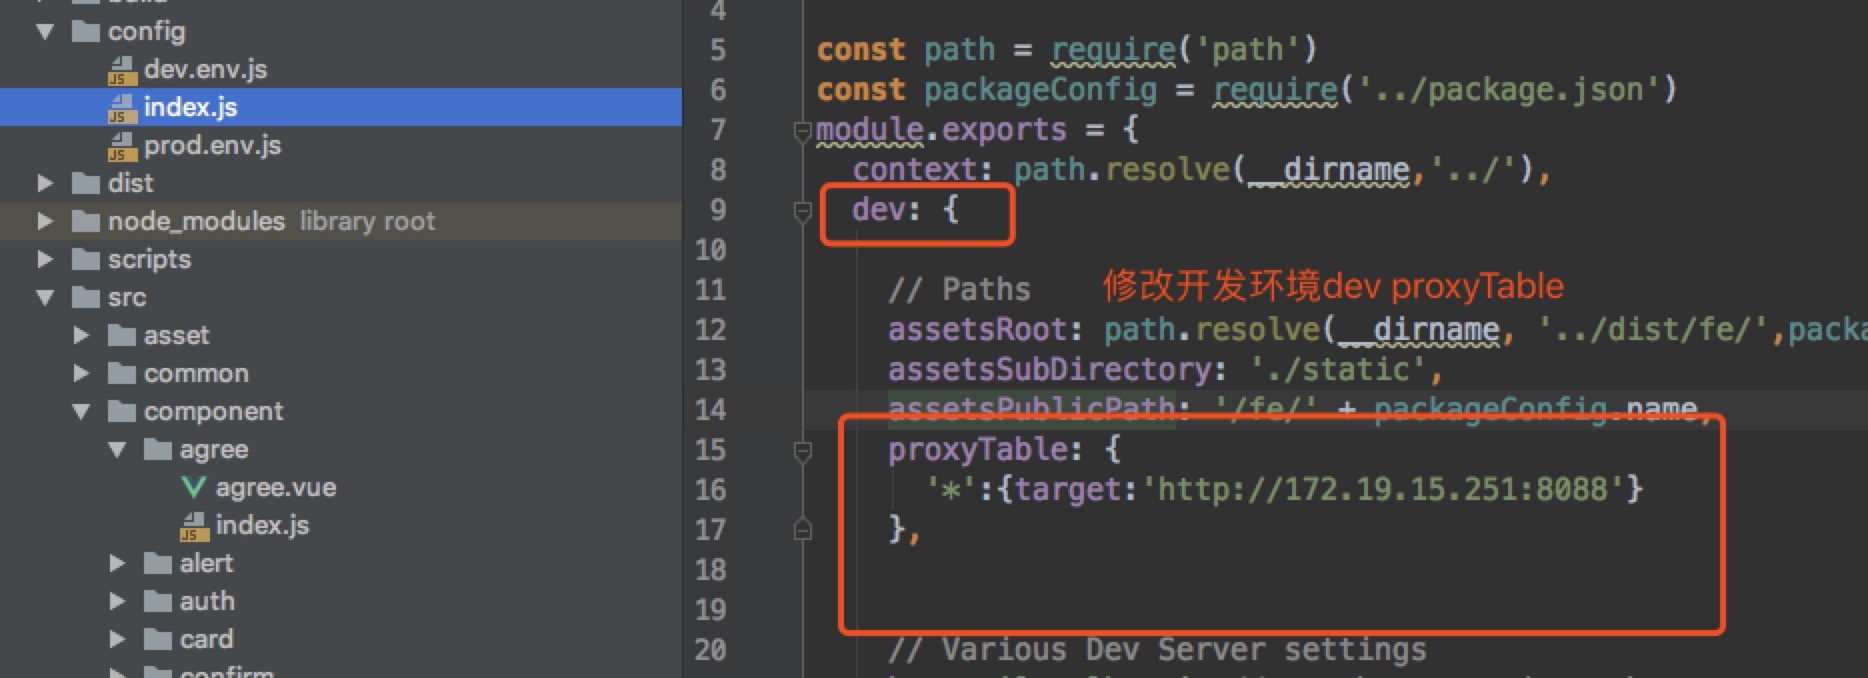 build
config
dev.env.js
index.js
prod.env.js
dist
node_modules library root
scripts
src
asset
common
component
agree
agree.vue
index.js
alert
auth
card
confirm
4
5 const path = require('path')
6 const packageConfig = require('../package.json')
7 module.exports = {
8 context: path.resolve(__dirname,'../'),
9 dev: {
10
11 // Paths 修改开发环境dev proxyTable
12 assetsRoot: path.resolve(__dirname, '../dist/fe/',packa
13 assetsSubDirectory: './static',
14 assetsPublicPath: '/fe/' + packageConfig.name,
15 proxyTable: {
16 '*':{target:'http://172.19.15.251:8088'}
17 },
18
19
20 // Various Dev Server settings